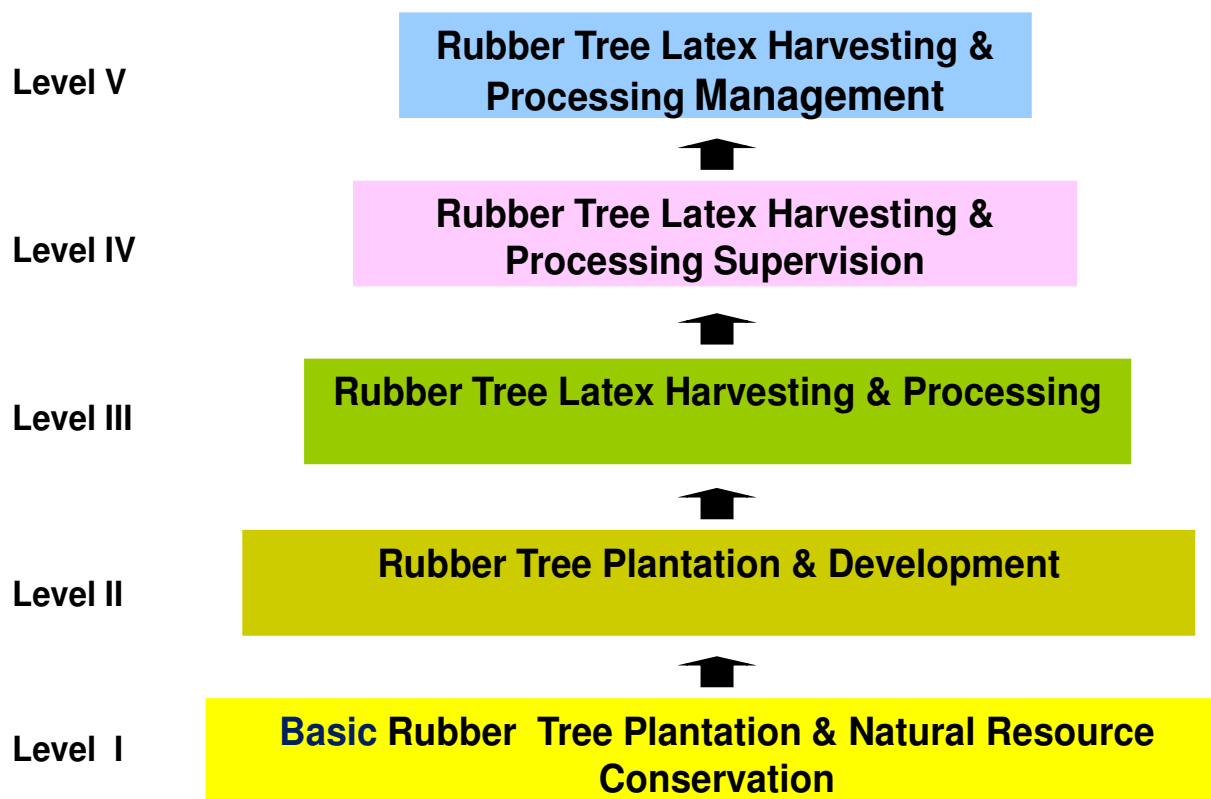 Level V
Rubber Tree Latex Harvesting &
Processing Management
Level IV
Rubber Tree Latex Harvesting &
Processing Supervision
Level III
Rubber Tree Latex Harvesting & Processing
Level II
Rubber Tree Plantation & Development
Level I
Basic Rubber Tree Plantation & Natural Resource
Conservation